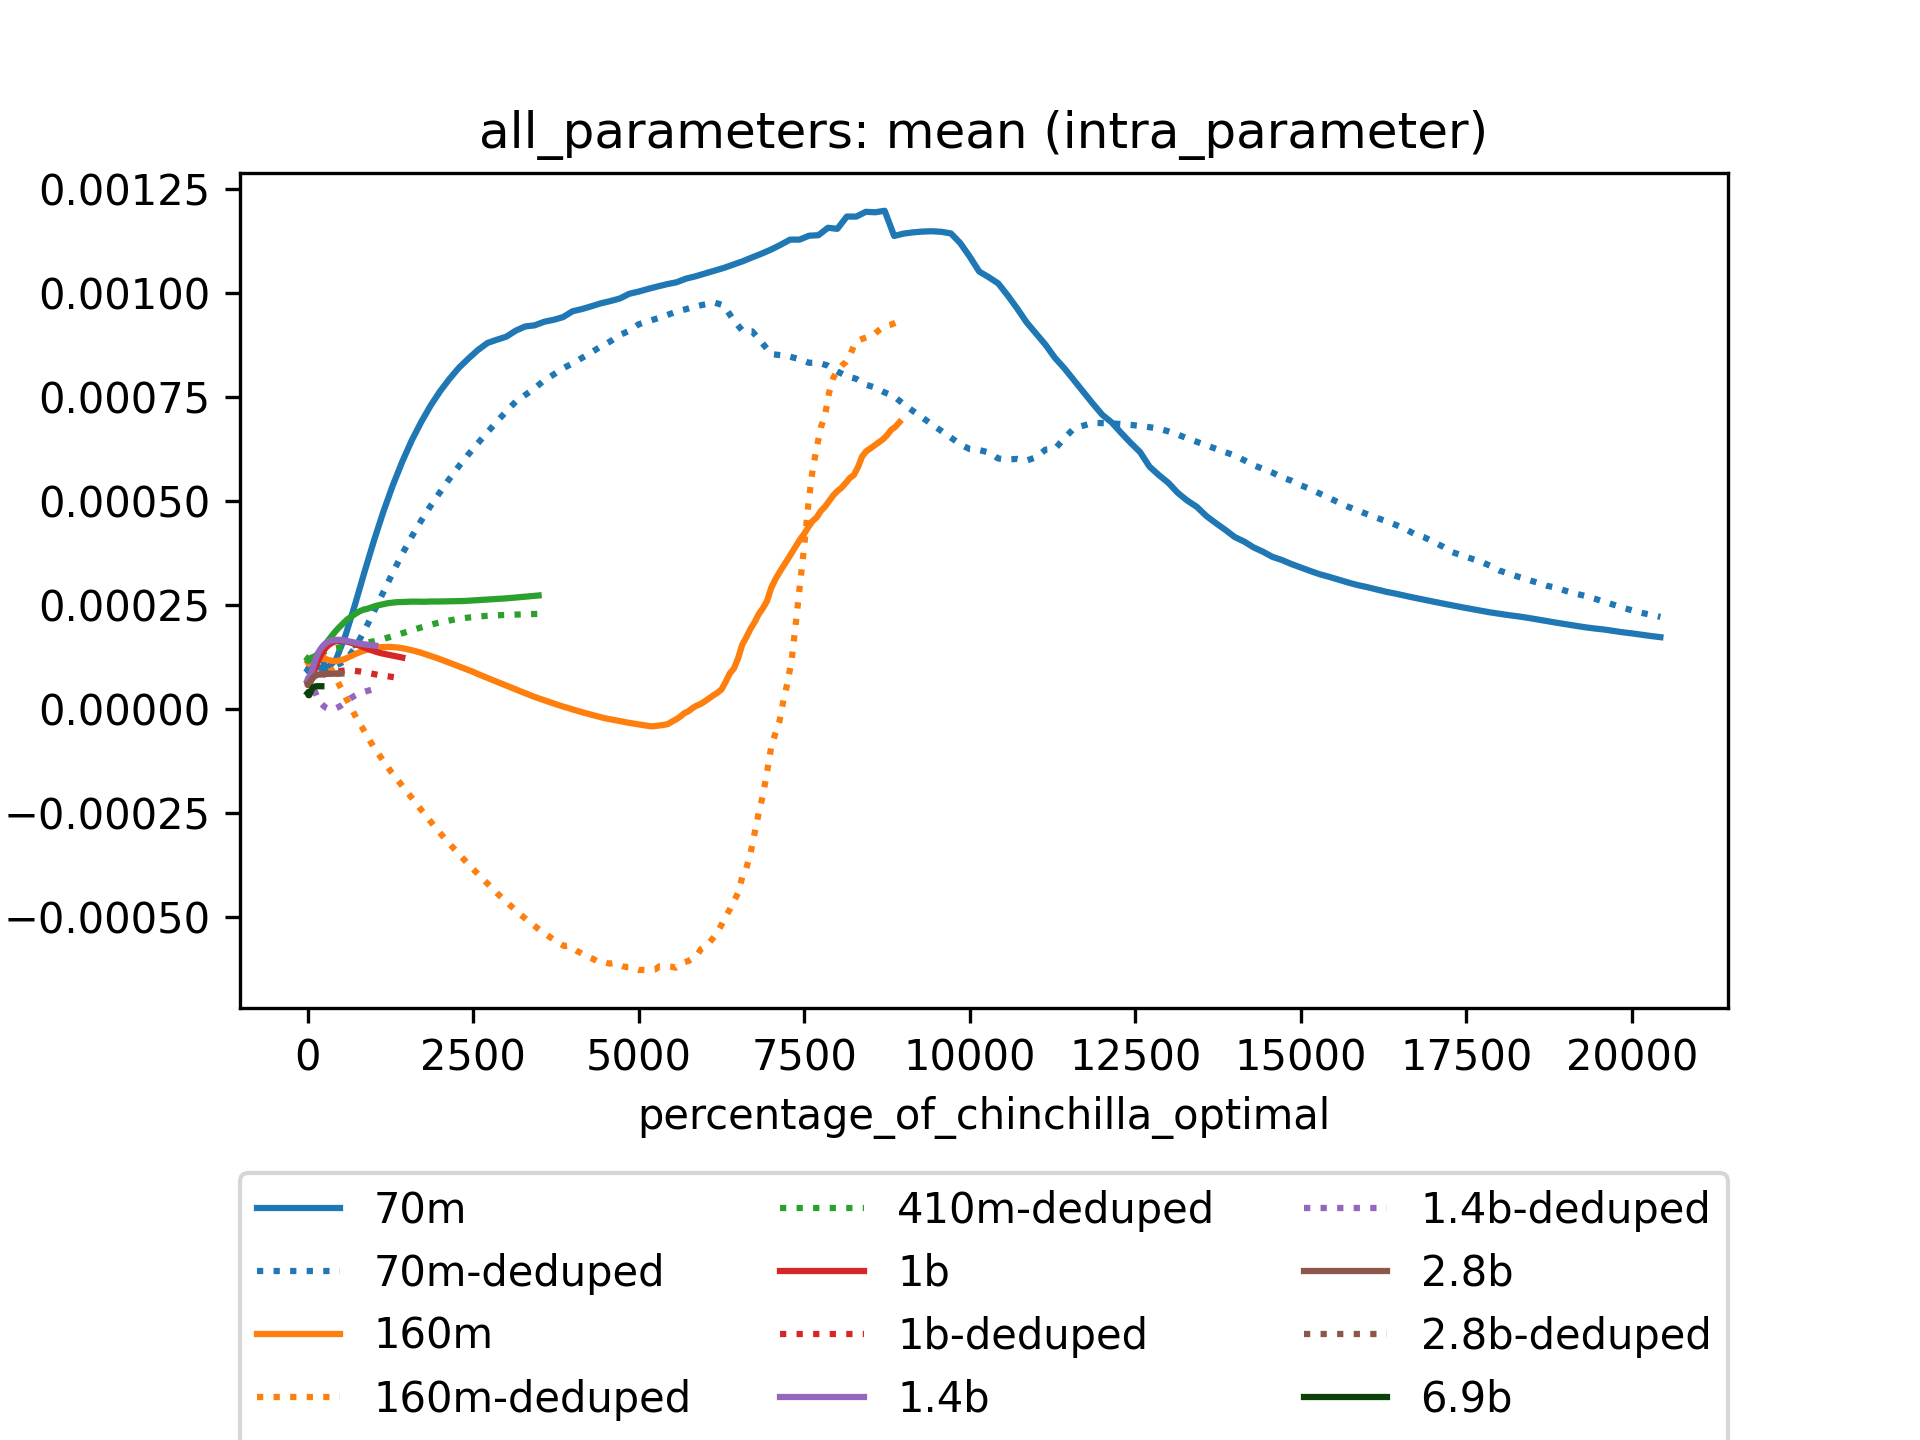 all_parameters: mean (intra_parameter)
0.00125
0.00100
0.00075
0.00050
0.00025
0.00000
−0.00025
−0.00050
0 2500 5000 7500 10000 12500 15000 17500 20000
percentage_of_chinchilla_optimal
70m 410m-deduped 1.4b-deduped
70m-deduped 1b 2.8b
160m 1b-deduped 2.8b-deduped
160m-deduped 1.4b 6.9b